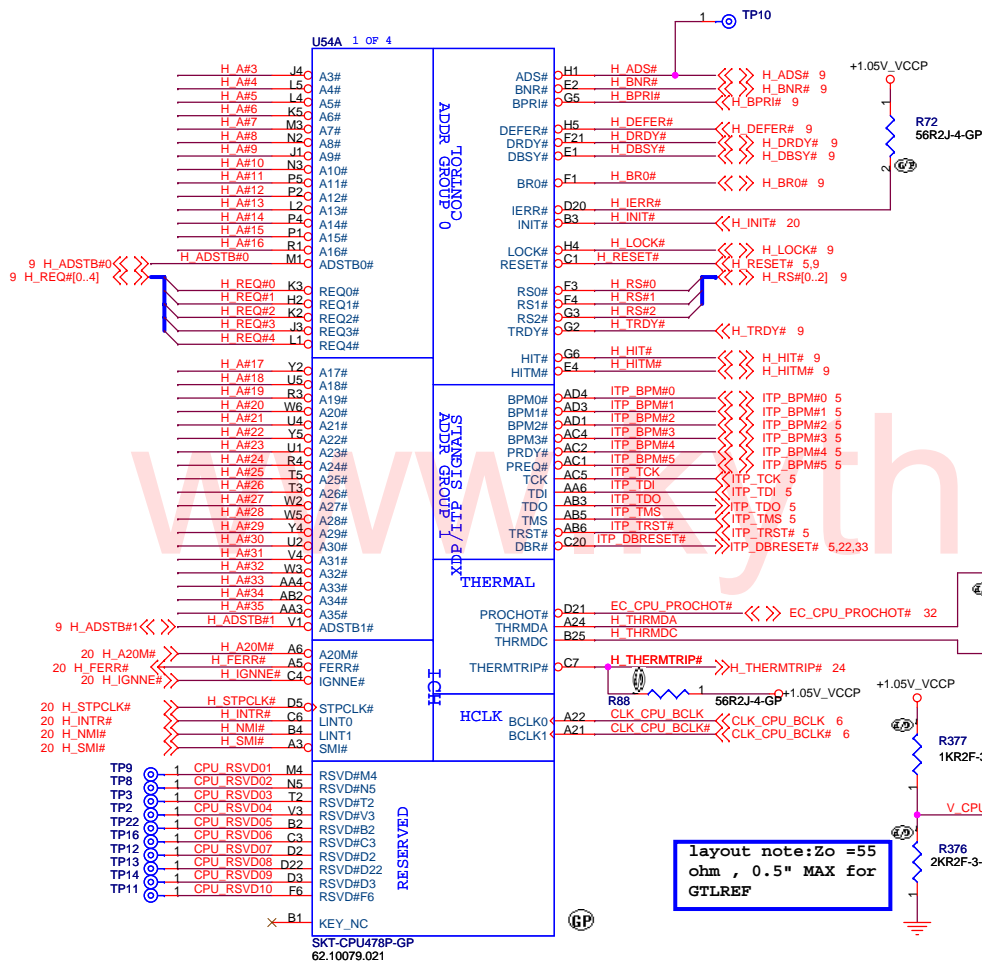 TP10
1
U54A 1 OF 4
+1.05V_VCCP
H_A#3 J4 A3# ADS# H1 H_ADS# H_ADS# 9
H_A#4 L5 A4# BNR# E2 H_BNR# H_BNR# 9
H_A#5 L4 A5# BPRI# G5 H_BPRI# H_BPRI# 9
H_A#6 K5 A6#
H_A#7 M3 A7# DEFER# H5 H_DEFER# H_DEFER# 9
H_A#8 N2 A8# DRDY# F21 H_DRDY# H_DRDY# 9
H_A#9 J1 A9# DBSY# E1 H_DBSY# H_DBSY# 9
H_A#10 N3 A10#
H_A#11 P5 A11# BR0# F1 H_BR0# H_BR0# 9
H_A#12 P2 A12#
H_A#13 L2 A13# IERR# D20 H_IERR#
H_A#14 P4 A14# INIT# B3 H_INIT# H_INIT# 20
H_A#15 P1 A15#
H_A#16 R1 A16# LOCK# H4 H_LOCK# H_LOCK# 9
9 H_ADSTB#0 H_ADSTB#0 M1 ADSTB0# RESET# C1 H_RESET# H_RESET# 5,9
9 H_REQ#[0..4] H_RS#[0..2] 9
H_REQ#0 K3 REQ0# RS0# F3 H_RS#0
H_REQ#1 H2 REQ1# RS1# F4 H_RS#1
H_REQ#2 K2 REQ2# RS2# G3 H_RS#2
H_REQ#3 J3 REQ3# TRDY# G2 H_TRDY# H_TRDY# 9
H_REQ#4 L1 REQ4#
ADDR GROUP 0
CONTROL
1
R72
56R2J-4-GP
2
G/P
HIT# G6 H_HIT# H_HIT# 9
H_A#17 Y2 A17# HITM# E4 H_HITM# H_HITM# 9
H_A#18 U5 A18#
H_A#19 R3 A19# BPM0# AD4 ITP_BPM#0 ITP_BPM#0 5
H_A#20 W6 A20# BPM1# AD3 ITP_BPM#1 ITP_BPM#1 5
H_A#21 U4 A21# BPM2# AD1 ITP_BPM#2 ITP_BPM#2 5
H_A#22 Y5 A22# BPM3# AC4 ITP_BPM#3 ITP_BPM#3 5
H_A#23 U1 A23# PRDY# AC2 ITP_BPM#4 ITP_BPM#4 5
H_A#24 R4 A24# PREQ# AC1 ITP_BPM#5 ITP_BPM#5 5
H_A#25 T5 A25# TCK AC5 ITP_TCK ITP_TCK 5
H_A#26 T3 A26# TDI AA6 ITP_TDI ITP_TDI 5
H_A#27 W2 A27# TDO AB3 ITP_TDO ITP_TDO 5
H_A#28 W5 A28# TMS AB5 ITP_TMS ITP_TMS 5
H_A#29 Y4 A29# TRST# AB6 ITP_TRST# ITP_TRST# 5
H_A#30 U2 A30# DBR# C20 ITP_DBRESET# ITP_DBRESET# 5,22,33
H_A#31 V4 A31#
H_A#32 W3 A32#
H_A#33 AA4 A33#
H_A#34 AB2 A34#
H_A#35 AA3 A35# PROCHOT# D21 EC_CPU_PROCHOT# EC_CPU_PROCHOT# 32
9 H_ADSTB#1 H_ADSTB#1 V1 ADSTB1# THRMDA A24 H_THRMDA
THRMDC B25 H_THRMDC
ADDR GROUP 1
XDP/ITP SIGNALS
THERMAL
www.kyth
20 H_A20M# H_A20M# A6 A20M#
20 H_FERR# H_FERR# A5 FERR# THERMTRIP# C7 H_THERMTRIP# H_THERMTRIP# 24
20 H_IGNNE# H_IGNNE# C4 IGNNE#
R88 1 56R2J-4-GP +1.05V_VCCP
+1.05V_VCCP
ICH
HCLK
20 H_STPCLK# H_STPCLK# D5 STPCLK#
20 H_INTR# H_INTR# C6 LINT0 BCLK0 A22 CLK_CPU_BCLK CLK_CPU_BCLK 6
20 H_NMI# H_NMI# B4 LINT1 BCLK1 A21 CLK_CPU_BCLK# CLK_CPU_BCLK# 6
20 H_SMI# H_SMI# A3 SMI#
R377
1KR2F-3
1
V_CPU
TP9 1 CPU_RSVD01 M4 RSVD#M4
TP8 1 CPU_RSVD02 N5 RSVD#N5
TP3 1 CPU_RSVD03 T2 RSVD#T2
TP2 1 CPU_RSVD04 V3 RSVD#V3
TP22 1 CPU_RSVD05 B2 RSVD#B2
TP16 1 CPU_RSVD06 C3 RSVD#C3
TP12 1 CPU_RSVD07 D2 RSVD#D2
TP13 1 CPU_RSVD08 D22 RSVD#D22
TP14 1 CPU_RSVD09 D3 RSVD#D3
TP11 1 CPU_RSVD10 F6 RSVD#F6
RESERVED
B1 KEY_NC
R376
2KR2F-3-
1
layout note:Zo =55
ohm , 0.5" MAX for
GTLREF
GP
SKT-CPU478P-GP
62.10079.021